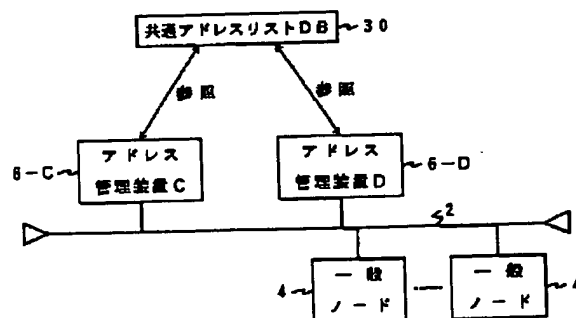 共通アドレスリストDB 30
参照 参照
アドレス
管理装置C
6-C
アドレス
管理装置D
6-D
2
一般
ノード
4
一般
ノード
4